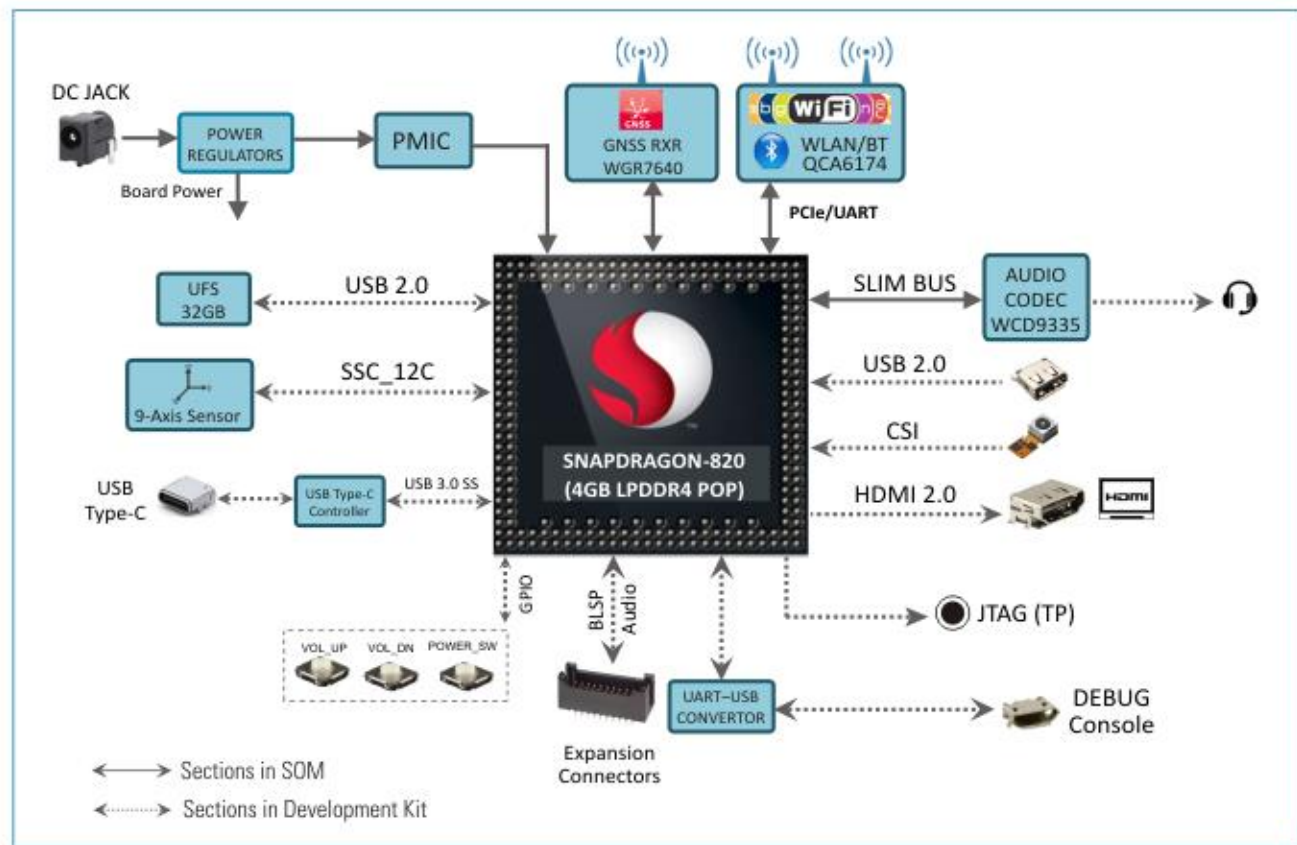 DC JACK
POWER
REGULATORS
Board Power
PMIC
GNSS
GNSS RXR
WGR7640
WiFi
WLAN/BT
QCA6174
PCIe/UART
UFS
32GB
USB 2.0
SLIM BUS
AUDIO
CODEC
WCD9335
9-Axis Sensor
SSC_12C
USB 2.0
CSI
SNAPDRAGON-820
(4GB LPDDR4 POP)
HDMI 2.0
HDMI
USB
Type-C
USB Type-C
Controller
USB 3.0 SS
GPIO
BLSP
Audio
JTAG (TP)
VOL_UP
VOL_DN
POWER_SW
UART–USB
CONVERTOR
DEBUG
Console
Expansion
Connectors
Sections in SOM
Sections in Development Kit